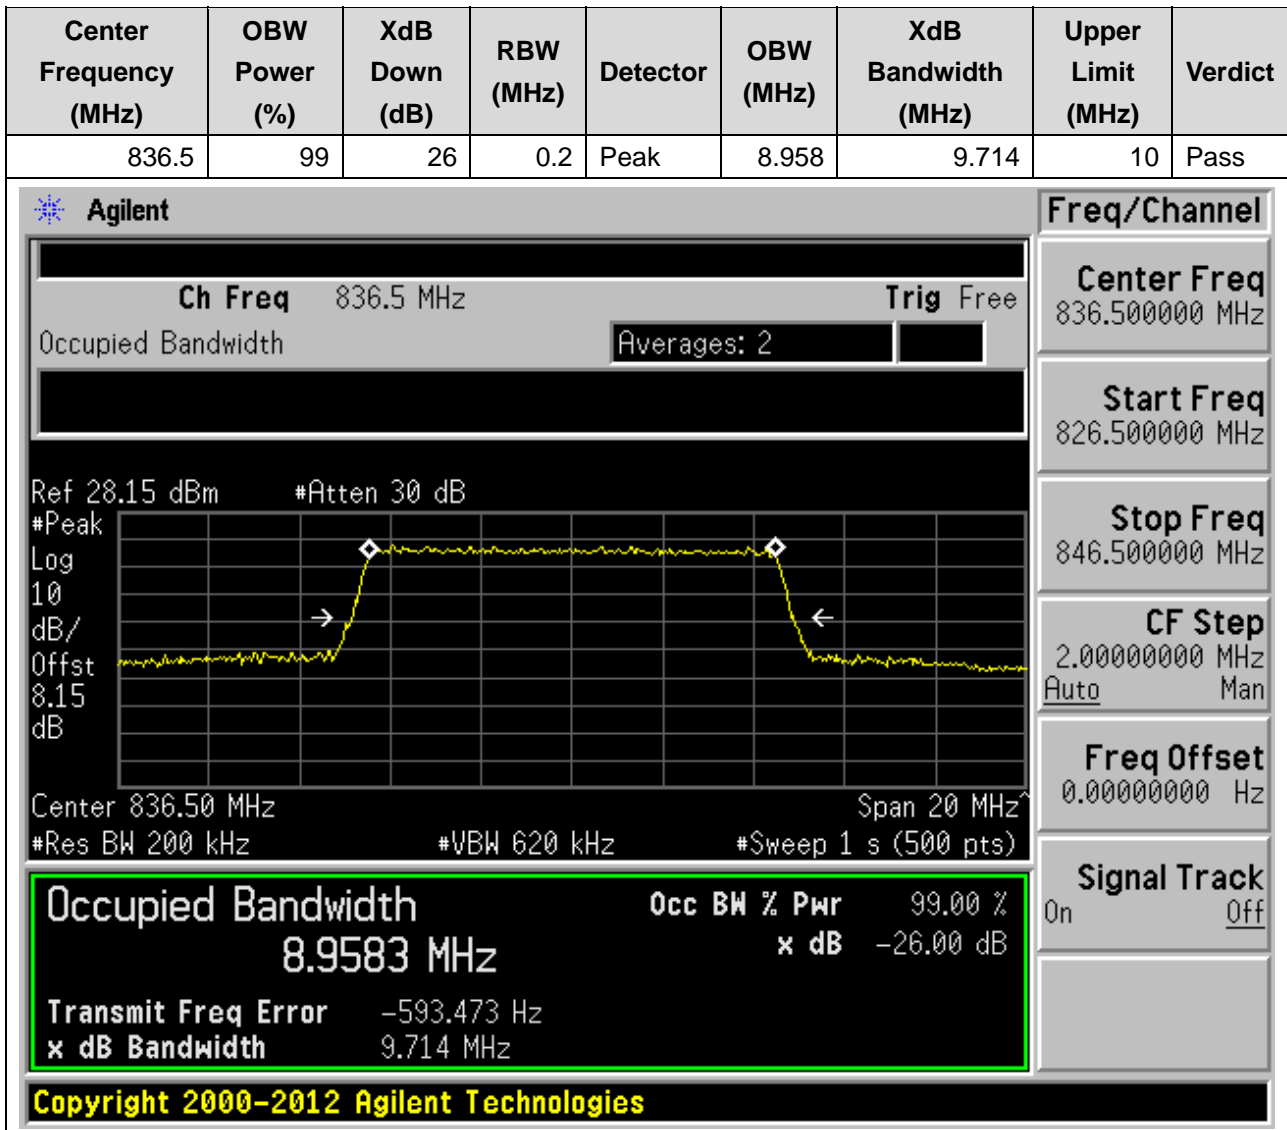 Center Frequency (MHz) OBW Power (%) XdB Down (dB) RBW (MHz) Detector OBW (MHz) XdB Bandwidth (MHz) Upper Limit (MHz) Verdict
836.5 99 26 0.2 Peak 8.958 9.714 10 Pass
Agilent
Freq/Channel
Ch Freq 836.5 MHz Trig Free
Occupied Bandwidth Averages: 2
Center Freq
836.500000 MHz
Start Freq
826.500000 MHz
Stop Freq
846.500000 MHz
CF Step
2.00000000 MHz
Auto Man
Freq Offset
0.00000000 Hz
Signal Track
On Off
Ref 28.15 dBm #Atten 30 dB
#Peak
Log
10
dB/
Offst
8.15
dB
Center 836.50 MHz Span 20 MHz^
#Res BW 200 kHz #VBW 620 kHz #Sweep 1 s (500 pts)
Occupied Bandwidth Occ BW % Pwr 99.00 %
8.9583 MHz x dB -26.00 dB
Transmit Freq Error -593.473 Hz
x dB Bandwidth 9.714 MHz
Copyright 2000-2012 Agilent Technologies